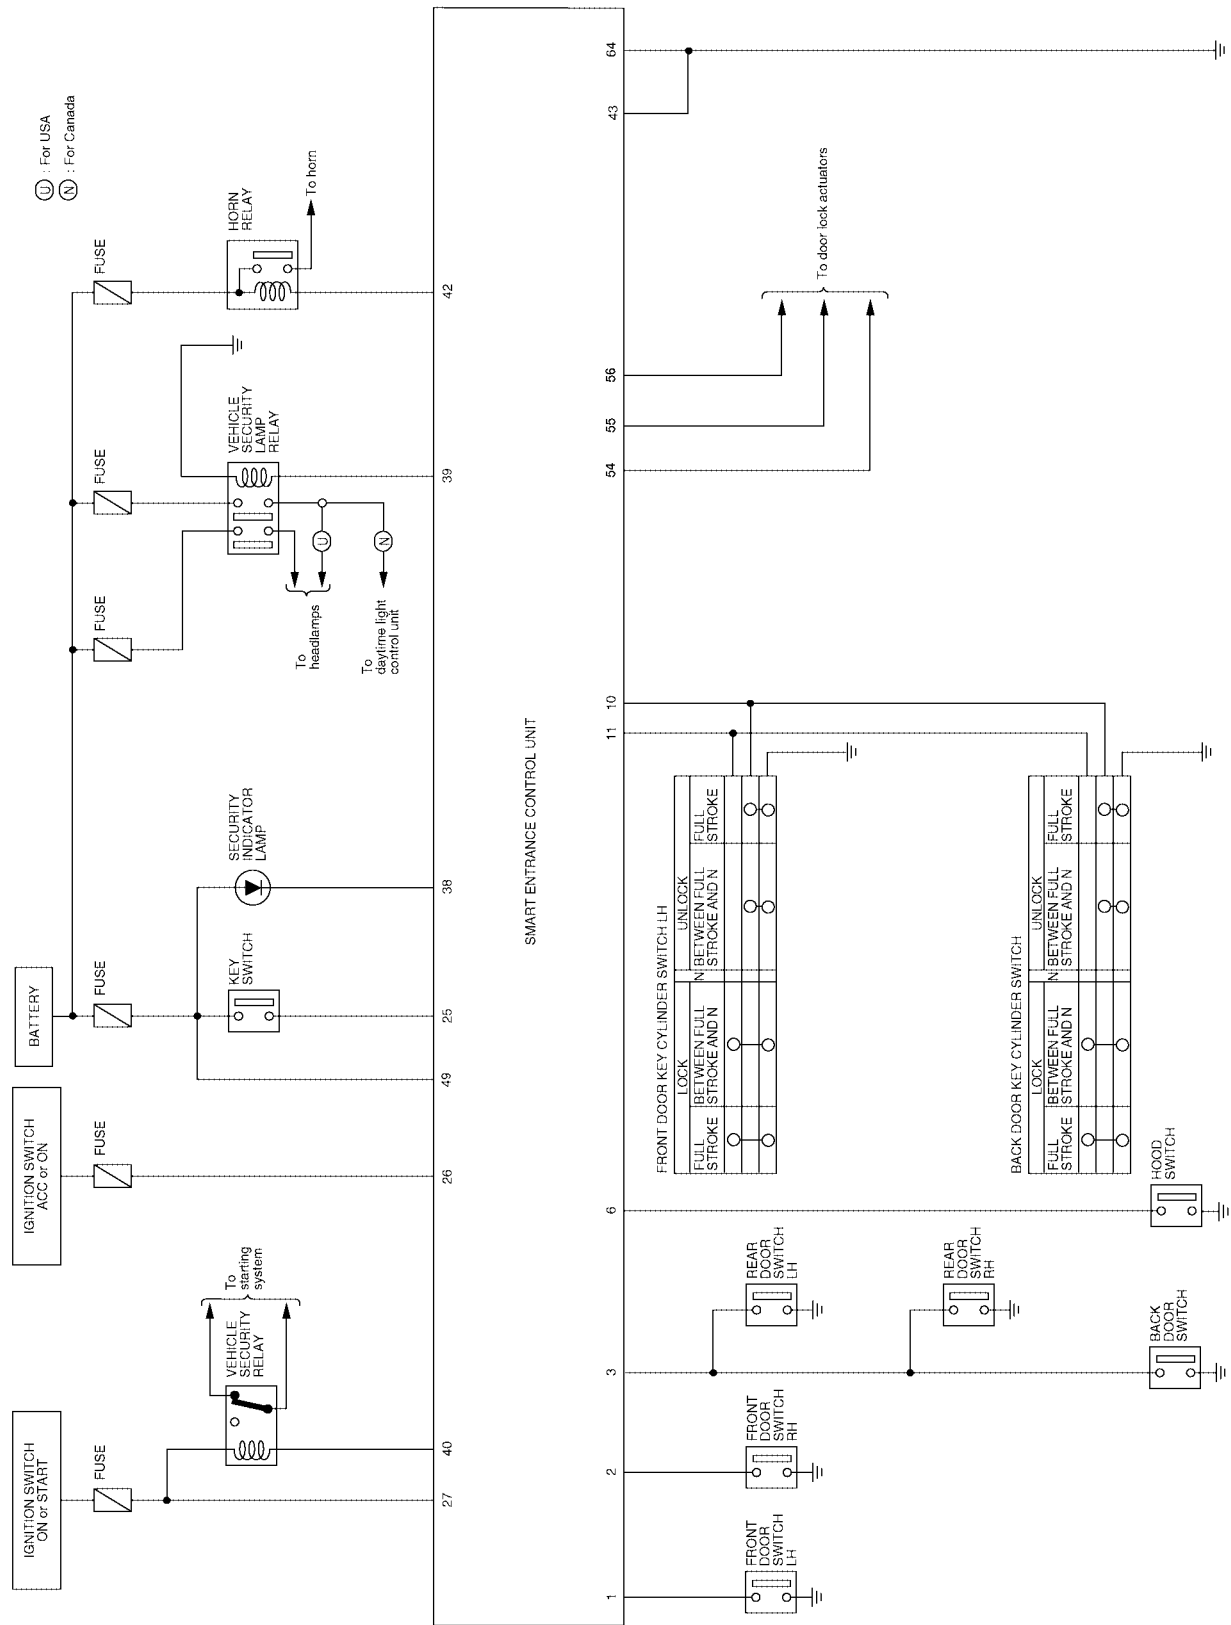 IGNITION SWITCH
ON or START
IGNITION SWITCH
ACC or ON
BATTERY
U : For USA
N : For Canada
FUSE
FUSE
FUSE
FUSE
FUSE
FUSE
VEHICLE
SECURITY
RELAY
To
starting
system
KEY
SWITCH
SECURITY
INDICATOR
LAMP
To
headlamps
U
To
daytime light
control unit
N
VEHICLE
SECURITY
LAMP
RELAY
HORN
RELAY
To horn
27
40
26
49
25
38
39
42
SMART ENTRANCE CONTROL UNIT
1
2
3
6
11
10
54
55
56
43
64
To door lock actuators
FRONT DOOR KEY CYLINDER SWITCH LH
LOCK
N
UNLOCK
FULL
STROKE
BETWEEN FULL
STROKE AND N
BETWEEN FULL
STROKE AND N
FULL
STROKE
FRONT
DOOR
SWITCH
LH
FRONT
DOOR
SWITCH
RH
REAR
DOOR
SWITCH
LH
REAR
DOOR
SWITCH
RH
BACK DOOR KEY CYLINDER SWITCH
LOCK
N
UNLOCK
FULL
STROKE
BETWEEN FULL
STROKE AND N
BETWEEN FULL
STROKE AND N
FULL
STROKE
BACK
DOOR
SWITCH
HOOD
SWITCH